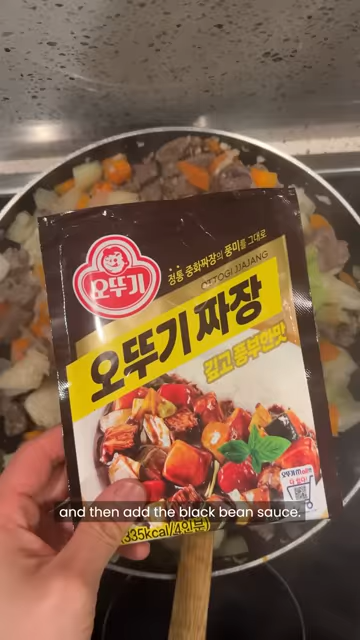 정통 중화짜장의 풍미를 그대로
OTTOGI JJAJANG
오뚜기
오뚜기 짜장
깊고 풍부한맛
and then add the black bean sauce.
335kcal/4인분)